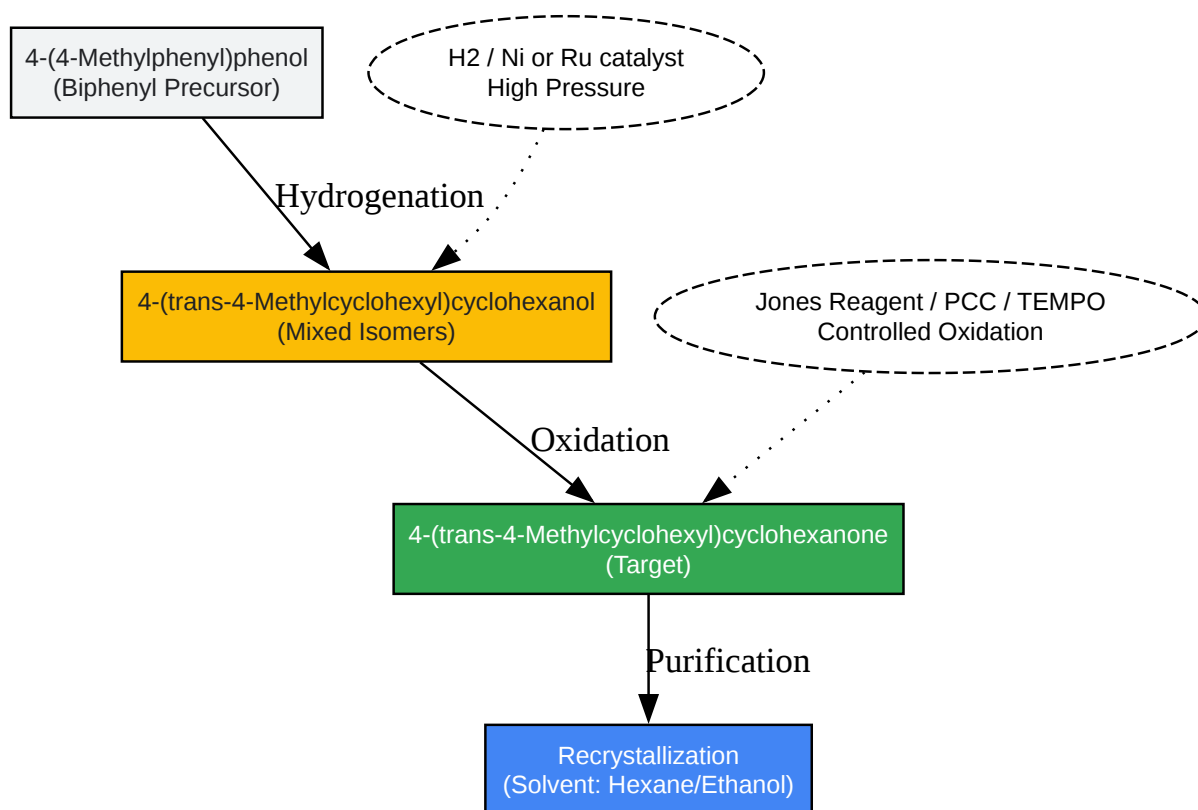 4-(4-Methylphenyl)phenol
(Biphenyl Precursor)
H2 / Ni or Ru catalyst
High Pressure
Hydrogenation
4-(trans-4-Methylcyclohexyl)cyclohexanol
(Mixed Isomers)
Jones Reagent / PCC / TEMPO
Controlled Oxidation
Oxidation
4-(trans-4-Methylcyclohexyl)cyclohexanone
(Target)
Purification
Recrystallization
(Solvent: Hexane/Ethanol)